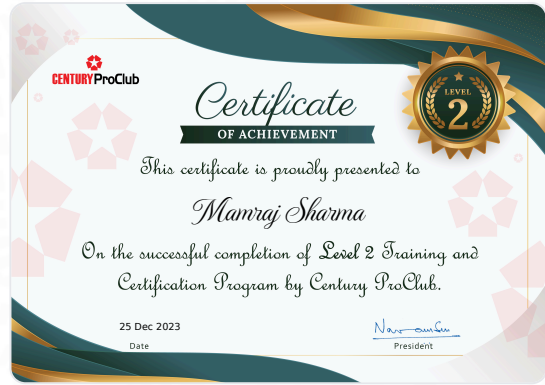 CENTURY ProClub
LEVEL
2
Certificate
OF ACHIEVEMENT
This certificate is proudly presented to
Mamraj Sharma
On the successful completion of Level 2 Training and
Certification Program by Century ProClub.
25 Dec 2023
Date
President